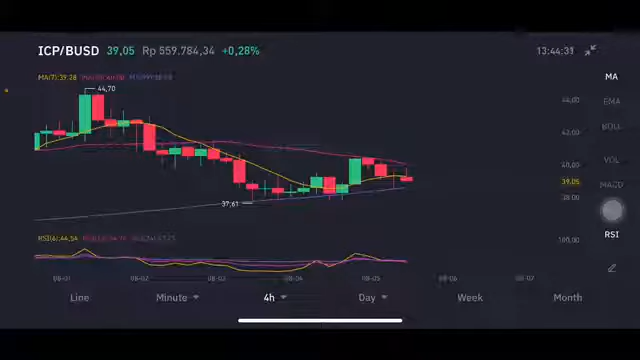 ICP/BUSD 39,05 Rp 559.784,34 +0,28% 13:44:31
MA
MA(7):39.28
44,70
44,00
EMA
BOLL
42,00
VOL
40,00
39,05
MACD
38,00
37,61
RSI(6):44,54
RSI
100,00
08-01 08-02 08-03 08-04 08-05 08-06 08-07
Line Minute 4h Day Week Month